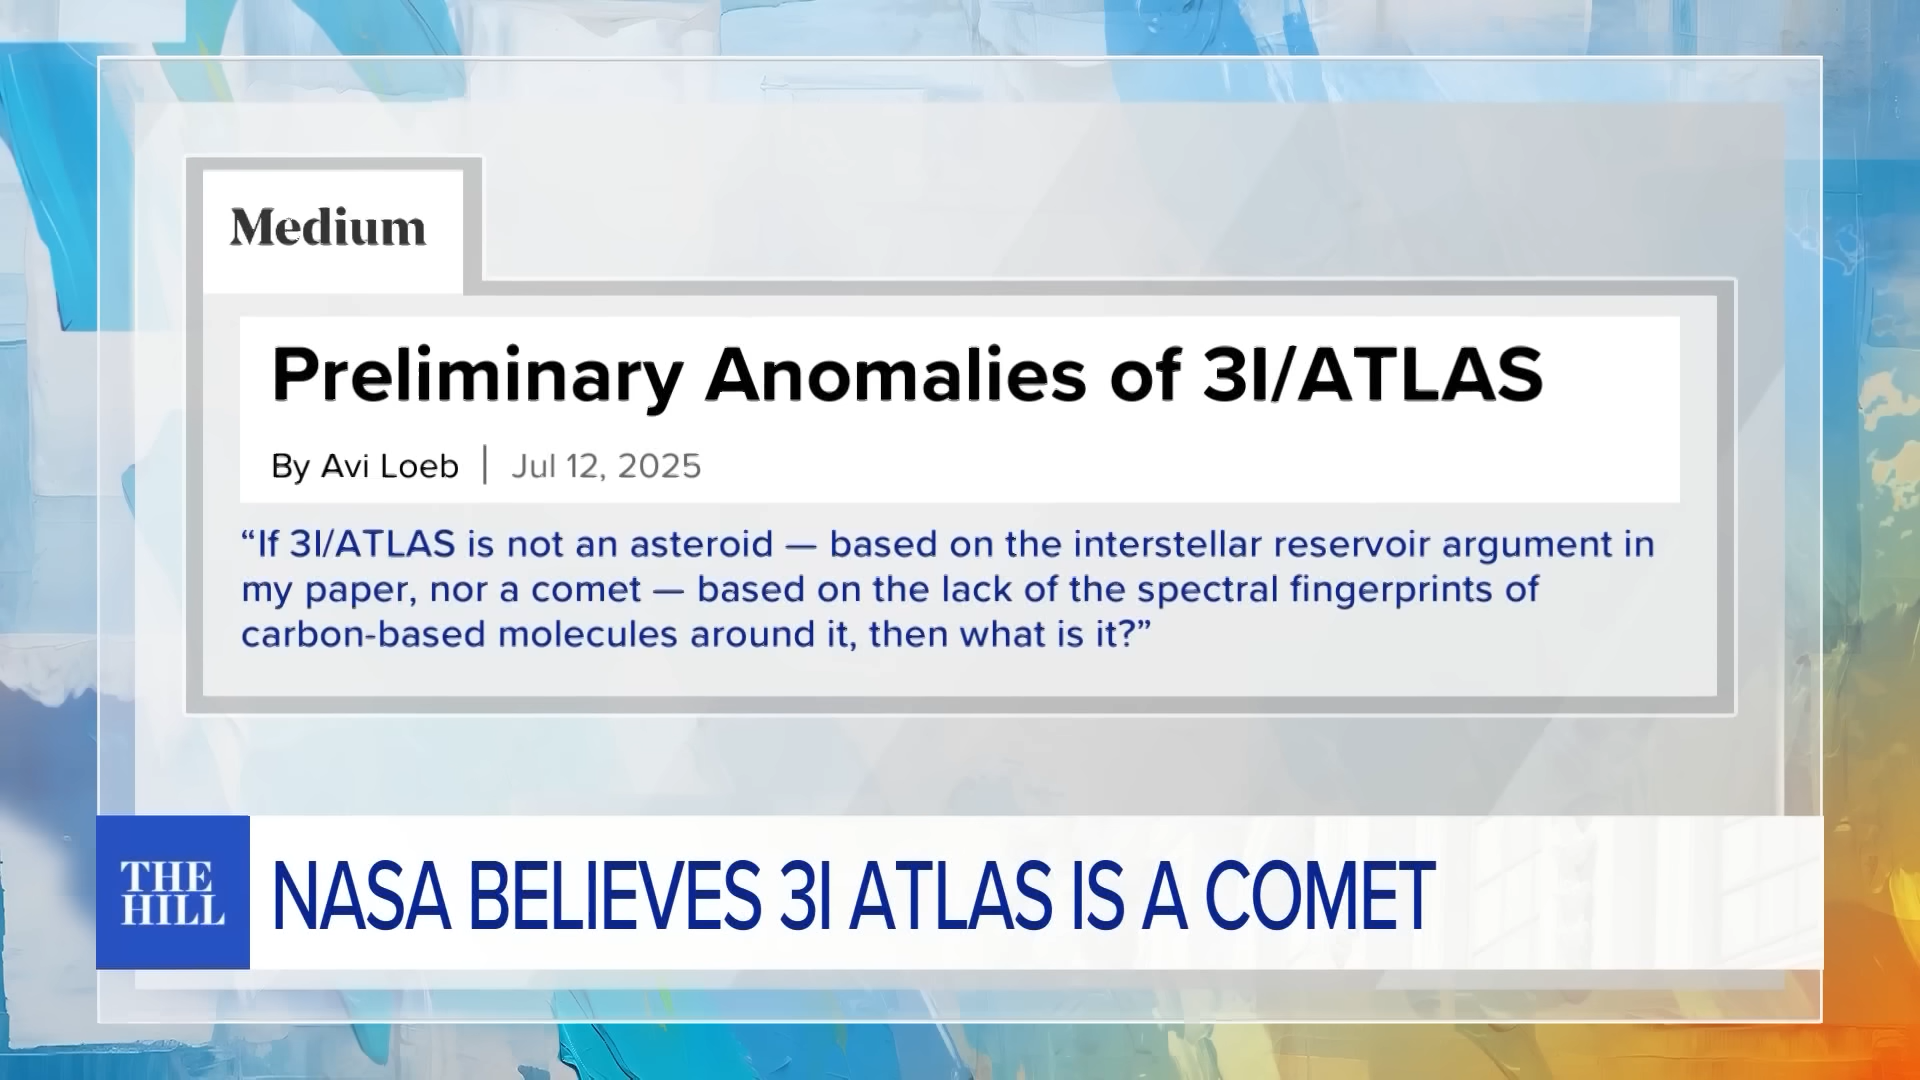 Medium
Preliminary Anomalies of 3I/ATLAS
By Avi Loeb | Jul 12, 2025
“If 3I/ATLAS is not an asteroid — based on the interstellar reservoir argument in
my paper, nor a comet — based on the lack of the spectral fingerprints of
carbon-based molecules around it, then what is it?”
THE
HILL
NASA BELIEVES 3I ATLAS IS A COMET